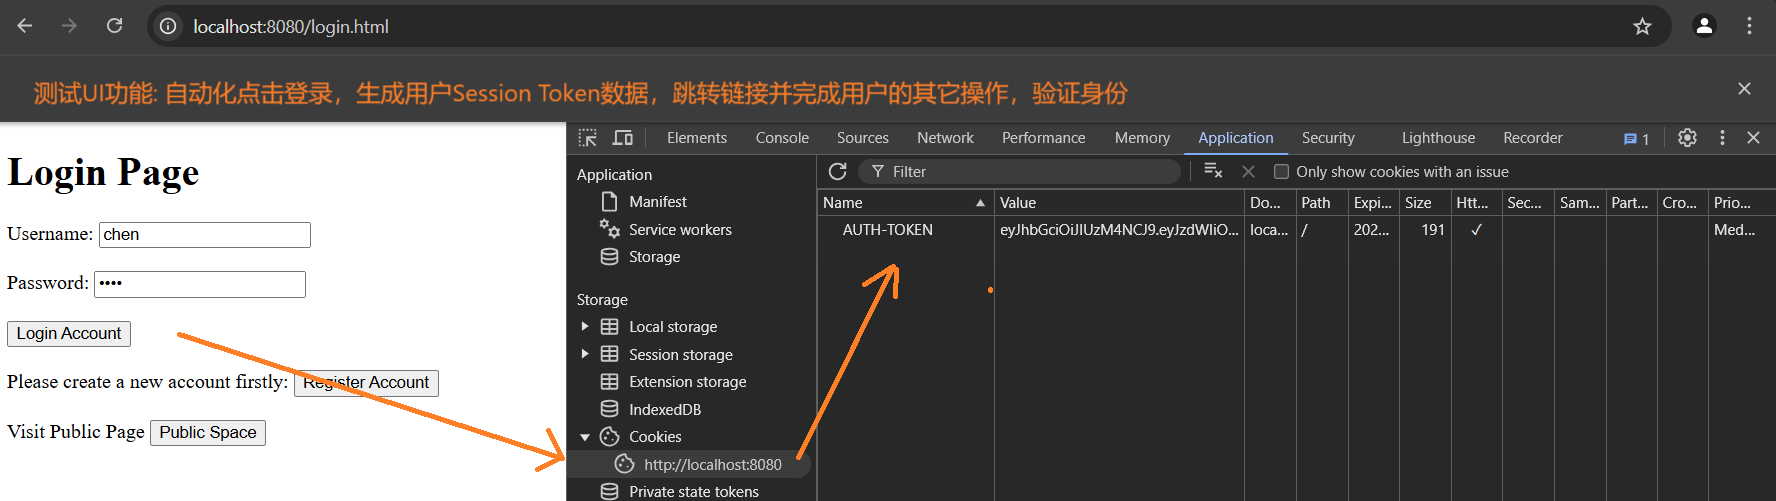 localhost:8080/login.html
测试UI功能: 自动化点击登录，生成用户Session Token数据，跳转链接并完成用户的其它操作，验证身份
Login Page
Username: chen
Password: ••••
Login Account
Please create a new account firstly: Register Account
Visit Public Page Public Space
Elements Console Sources Network Performance Memory Application Security Lighthouse Recorder 1
Application
Manifest
Service workers
Storage
Storage
Local storage
Session storage
Extension storage
IndexedDB
Cookies
http://localhost:8080
Private state tokens
Filter Only show cookies with an issue
Name Value Do... Path Expi... Size Htt... Sec... Sam... Part... Cro... Prio...
AUTH-TOKEN eyJhbGciOiJIUzM4NCJ9.eyJzdWIiO... loca... / 202... 191 ✓ Med...